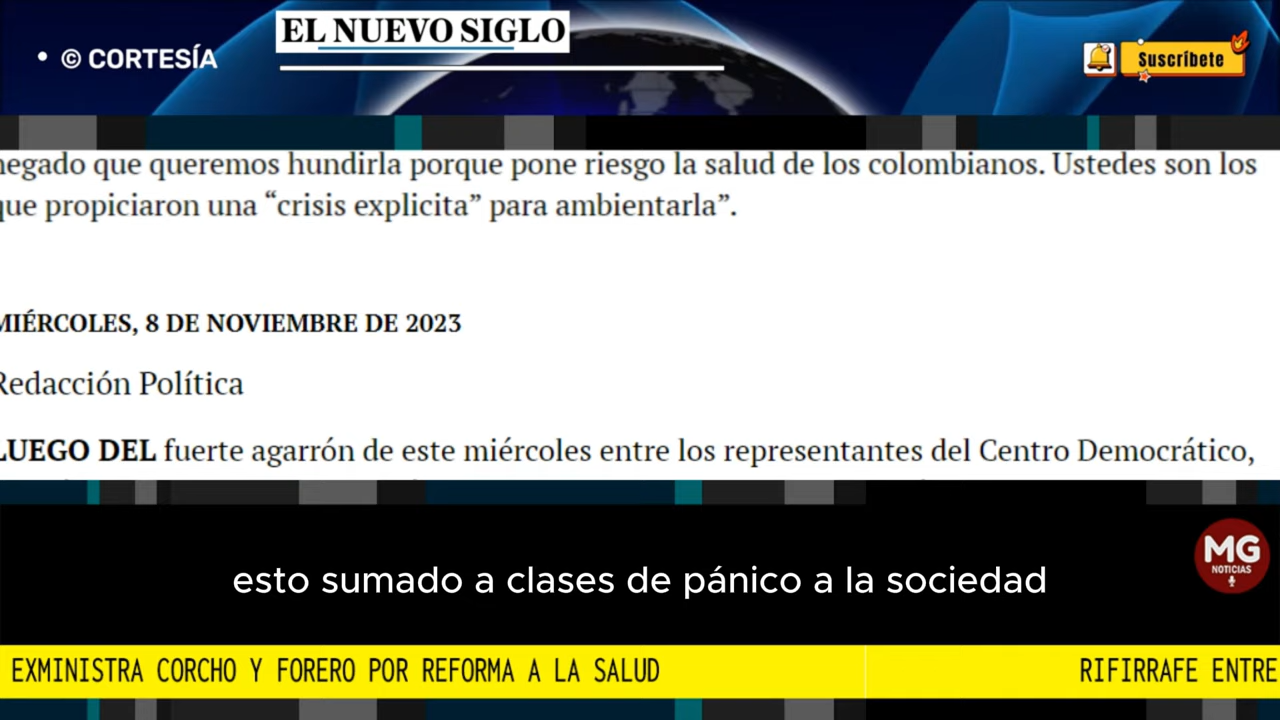 • © CORTESÍA
EL NUEVO SIGLO
Suscríbete
negado que queremos hundirla porque pone riesgo la salud de los colombianos. Ustedes son los
que propiciaron una “crisis explicita” para ambientarla”.
MIÉRCOLES, 8 DE NOVIEMBRE DE 2023
Redacción Política
LUEGO DEL fuerte agarrón de este miércoles entre los representantes del Centro Democrático,
esto sumado a clases de pánico a la sociedad
MG
NOTICIAS
EXMINISTRA CORCHO Y FORERO POR REFORMA A LA SALUD
RIFIRRAFE ENTRE